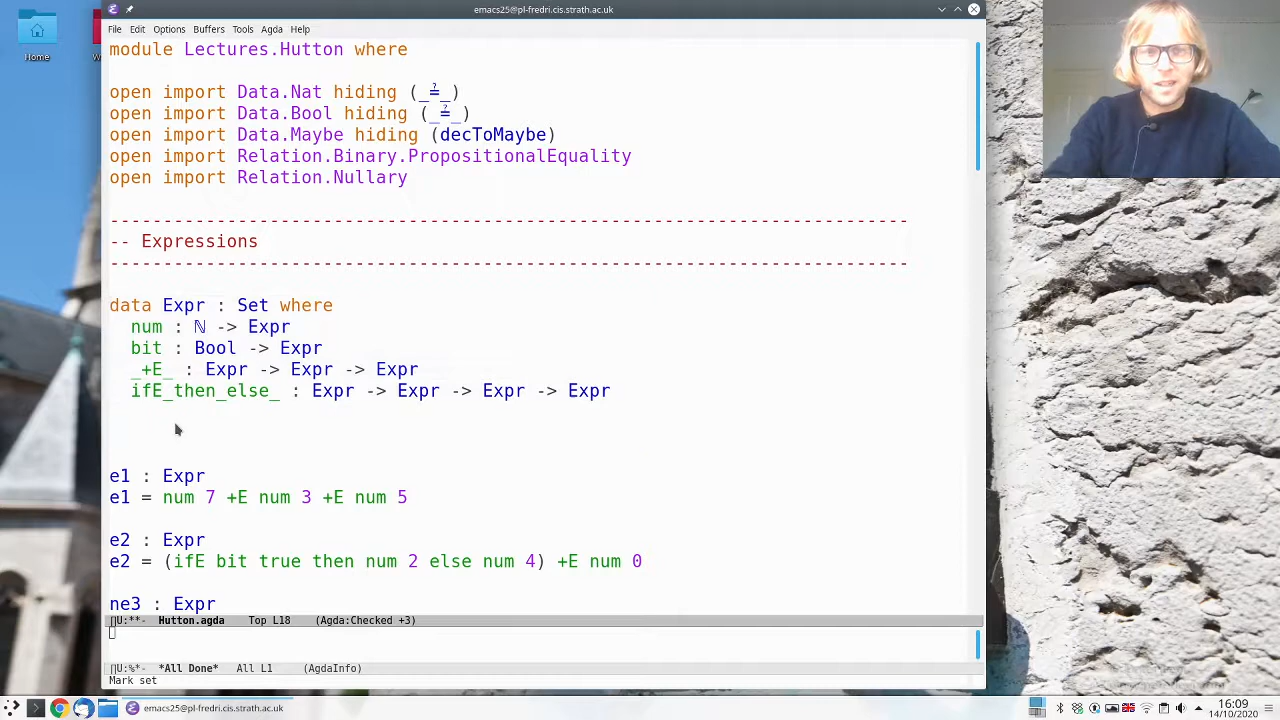 emacs25@pl-fredri.cis.strath.ac.uk
Home
File Edit Options Buffers Tools Agda Help
module Lectures.Hutton where
open import Data.Nat hiding (_≟_)
open import Data.Bool hiding (_≟_)
open import Data.Maybe hiding (decToMaybe)
open import Relation.Binary.PropositionalEquality
open import Relation.Nullary
---------------------------------------------------------------------------
-- Expressions
---------------------------------------------------------------------------
data Expr : Set where
num : ℕ -> Expr
bit : Bool -> Expr
_+E_ : Expr -> Expr -> Expr
ifE_then_else_ : Expr -> Expr -> Expr -> Expr
e1 : Expr
e1 = num 7 +E num 3 +E num 5
e2 : Expr
e2 = (ifE bit true then num 2 else num 4) +E num 0
ne3 : Expr
U:**- Hutton.agda Top L18 (Agda:Checked +3)
U:%*- *All Done* All L1 (AgdaInfo)
Mark set
emacs25@pl-fredri.cis.strath.ac.uk
16:09
14/10/2020